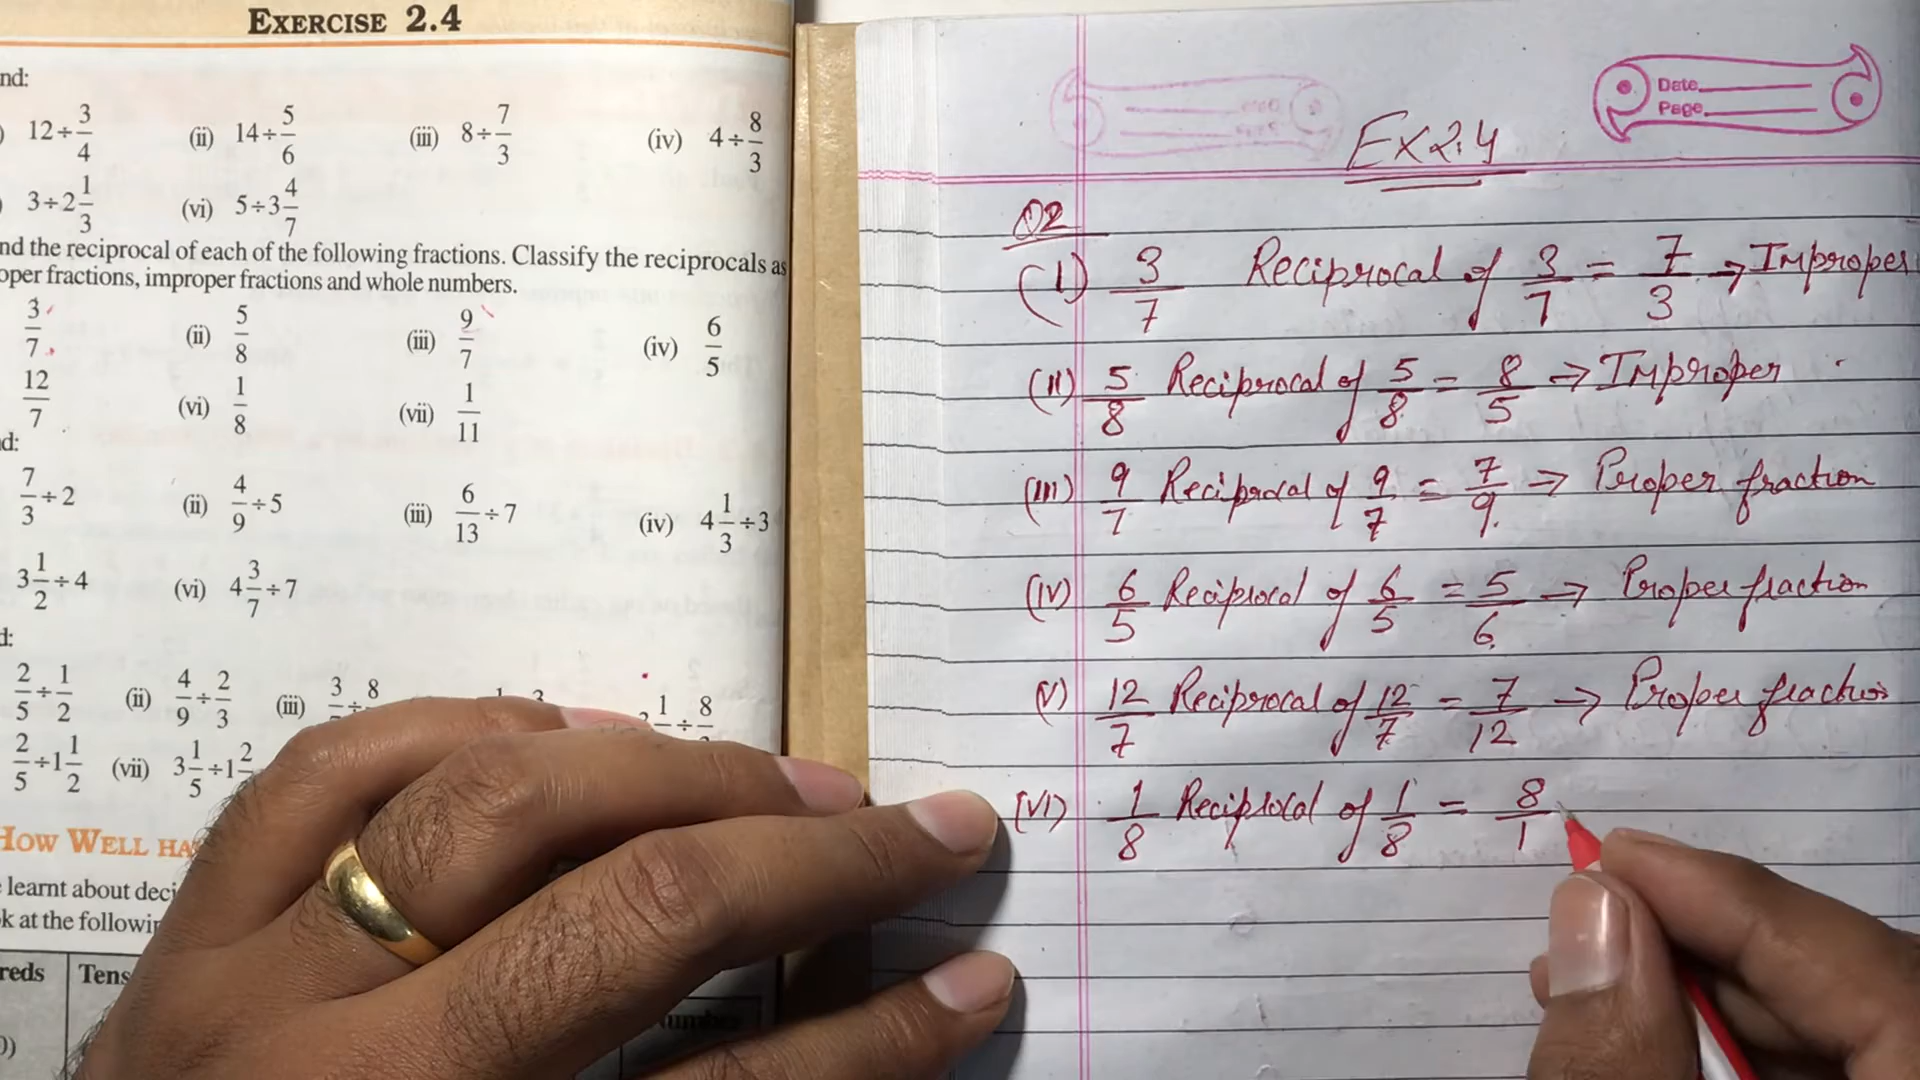 EXERCISE 2.4
nd:
12 ÷ 3/4 (ii) 14 ÷ 5/6 (iii) 8 ÷ 7/3 (iv) 4 ÷ 8/3
3 ÷ 2 1/3 (vi) 5 ÷ 3 4/7
nd the reciprocal of each of the following fractions. Classify the reciprocals as
oper fractions, improper fractions and whole numbers.
3/7 (ii) 5/8 (iii) 9/7 (iv) 6/5
12/7 (vi) 1/8 (vii) 1/11
d:
7/3 ÷ 2 (ii) 4/9 ÷ 5 (iii) 6/13 ÷ 7 (iv) 4 1/3 ÷ 3
3 1/2 ÷ 4 (vi) 4 3/7 ÷ 7
d:
2/5 ÷ 1/2 (ii) 4/9 ÷ 2/3 (iii)
2/5 ÷ 1 1/2 (vii) 3 1/5 ÷ 1
HOW WELL HA
learnt about deci
k at the followin
reds Tens
Date
Page
Ex 2.4
Q2
(I) 3/7 Reciprocal of 3/7 = 7/3 → Improper
(II) 5/8 Reciprocal of 5/8 = 8/5 → Improper
(III) 9/7 Reciprocal of 9/7 = 7/9 → Proper fraction
(IV) 6/5 Reciprocal of 6/5 = 5/6 → Proper fraction
(V) 12/7 Reciprocal of 12/7 = 7/12 → Proper fraction
(VI) 1/8 Reciprocal of 1/8 = 8/1